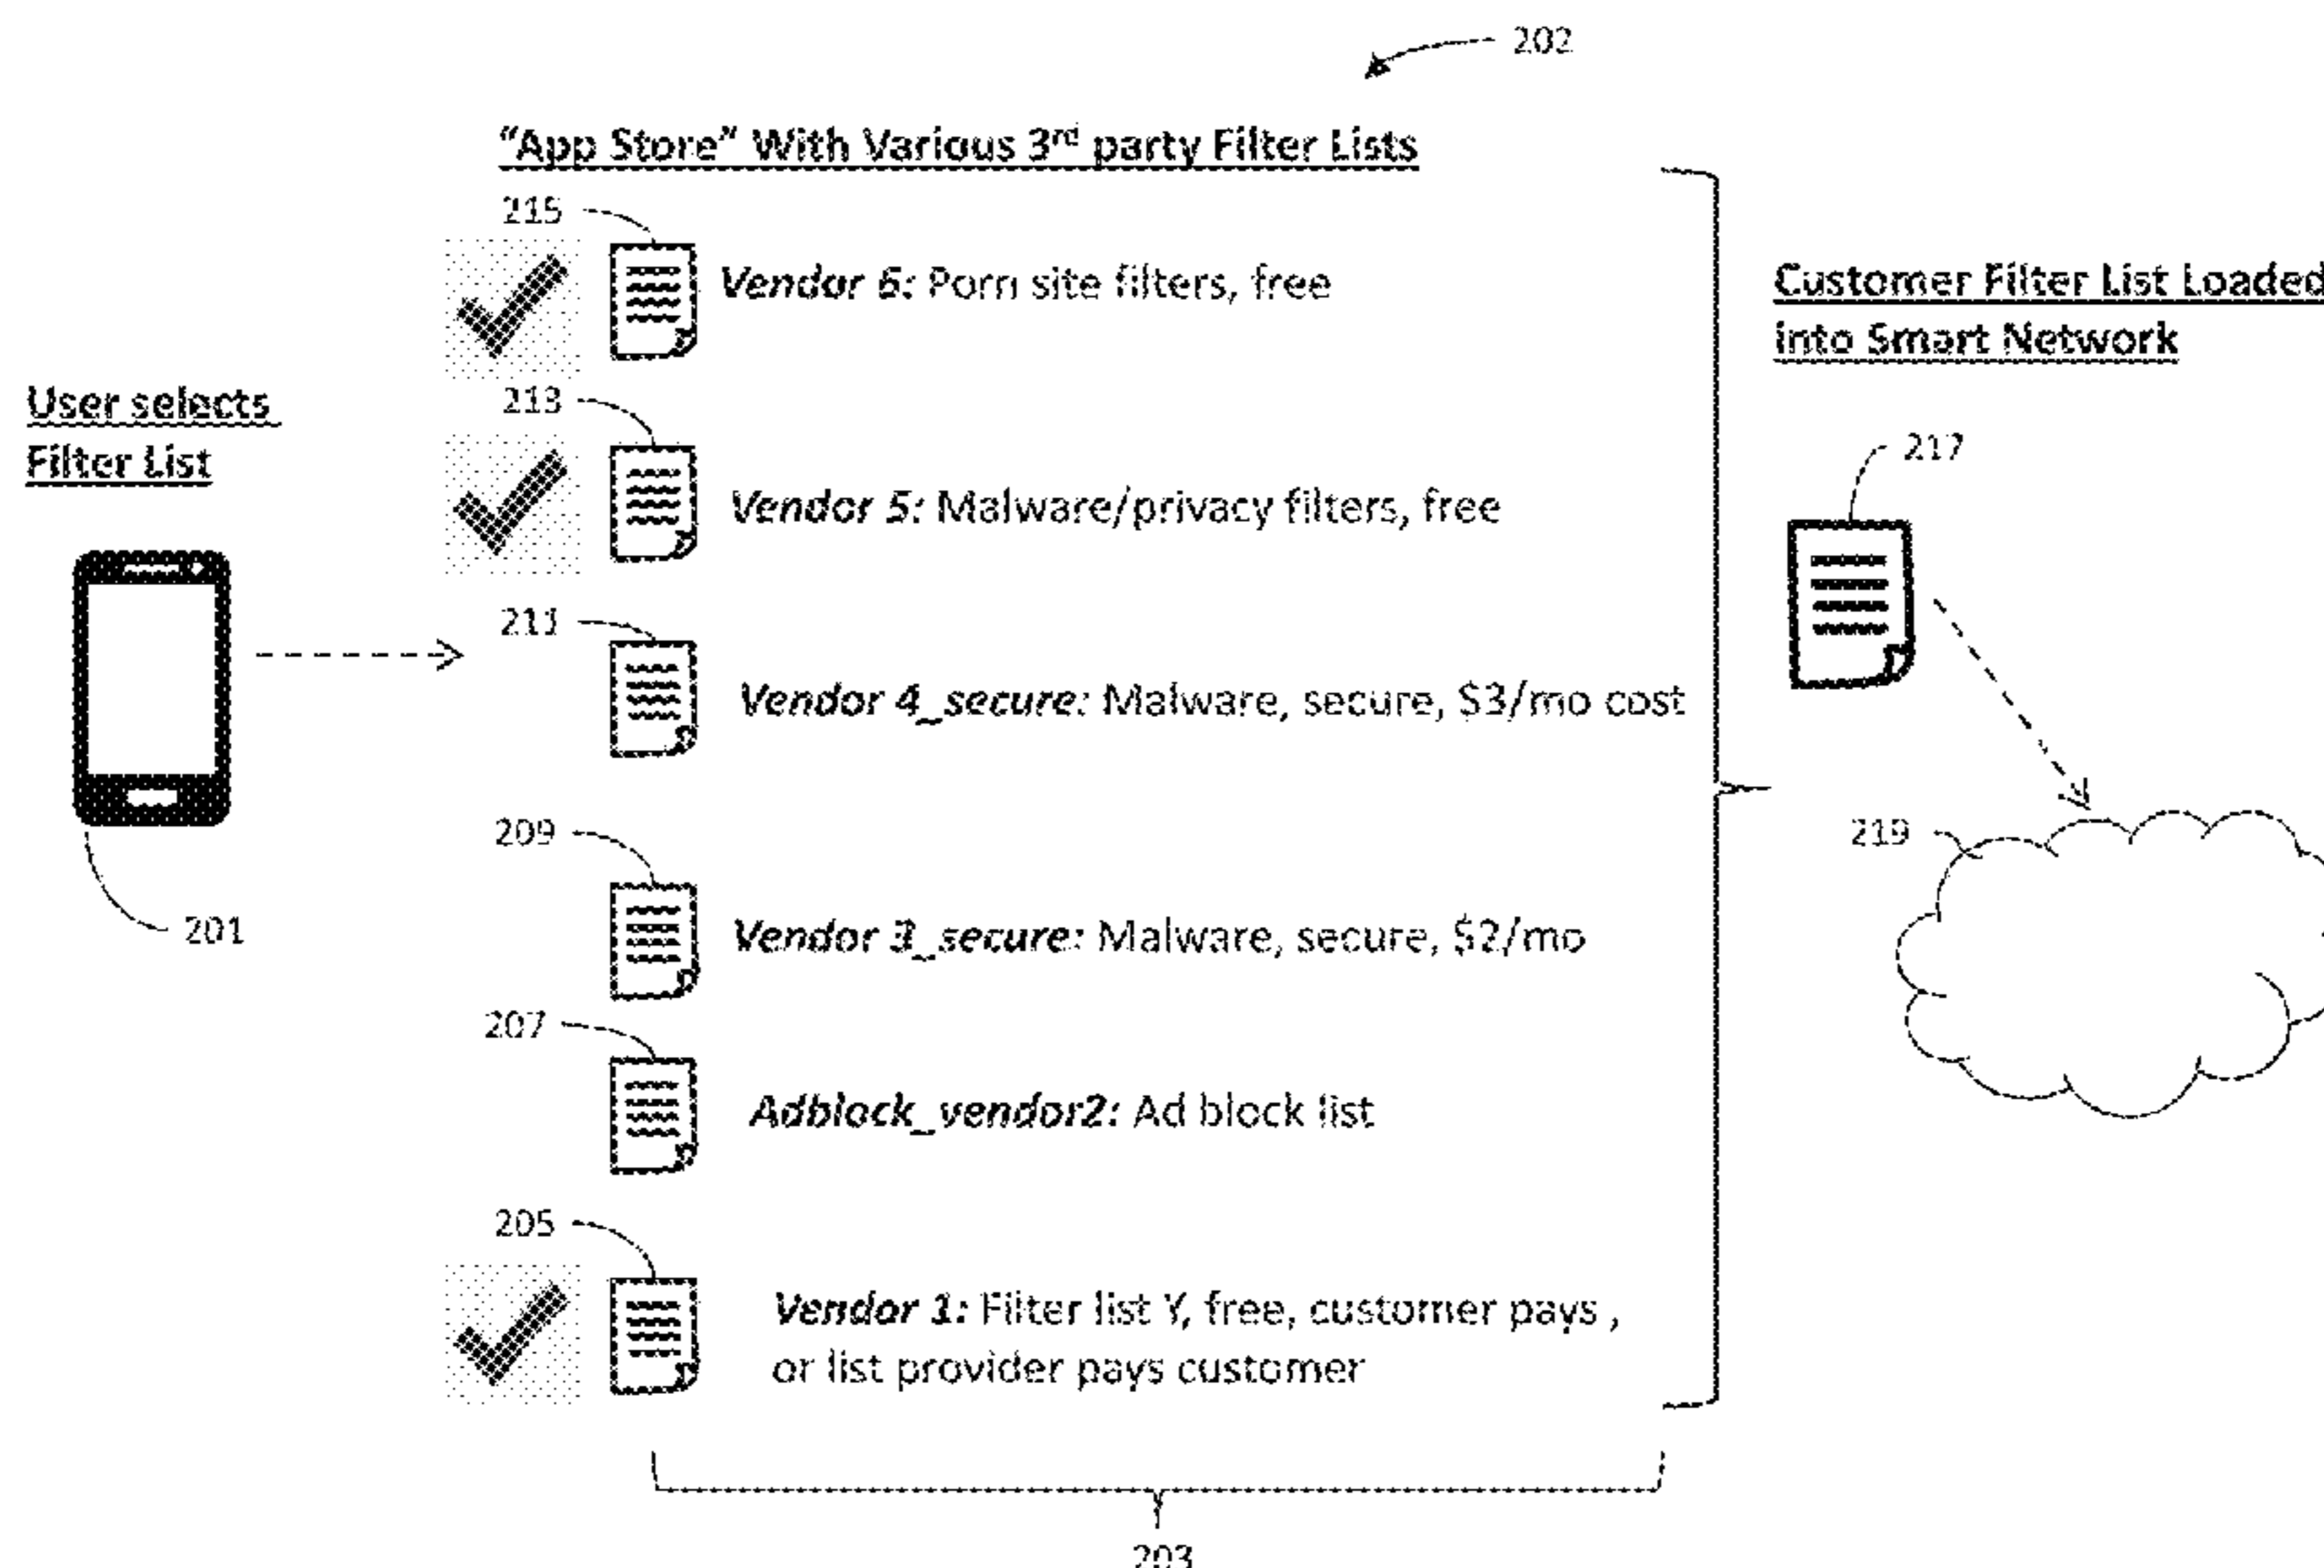 202
"App Store" With Various 3rd party Filter Lists
215
Vendor 6: Porn site filters, free
Customer Filter List Loaded
into Smart Network
User selects
Filter List
213
217
Vendor 5: Malware/privacy filters, free
211
Vendor 4_secure: Malware, secure, $3/mo cost
209
219
201
Vendor 3_secure: Malware, secure, $2/mo
207
Adblock_vendor2: Ad block list
205
Vendor 1: Filter list Y, free, customer pays ,
or list provider pays customer
203